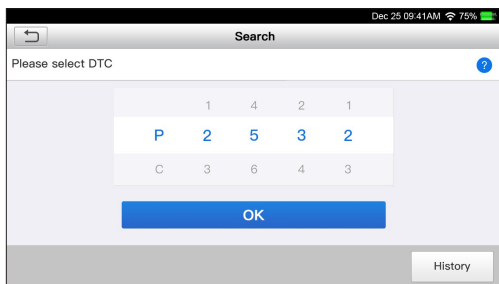 Dec 25 09:41AM 75%
Search
Please select DTC
?
1 4 2 1
P 2 5 3 2
C 3 6 4 3
OK
History